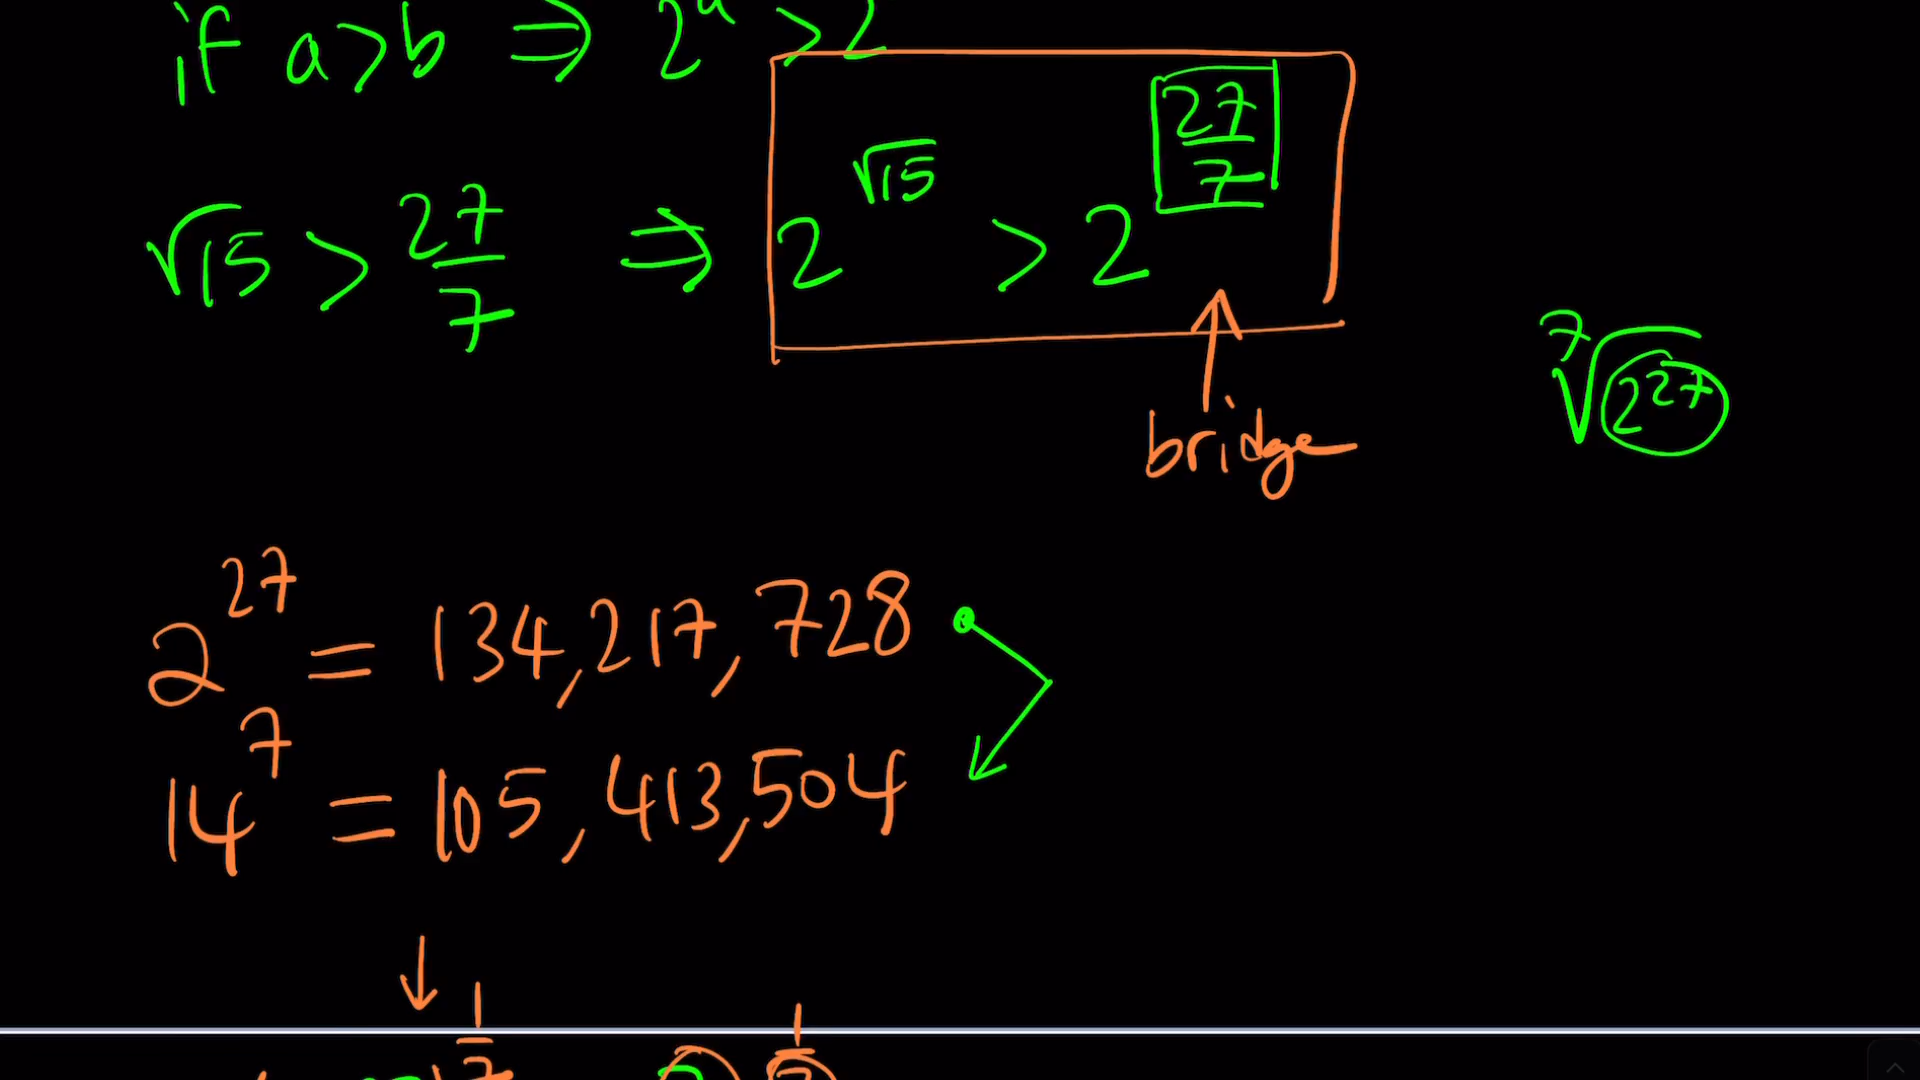 if a > b ⇒ 2^a > 2
√15 > 27/7 ⇒ 2^√15 > 2^(27/7)
⁷√(2^27)
bridge
2^27 = 134,217,728
14^7 = 105,413,504